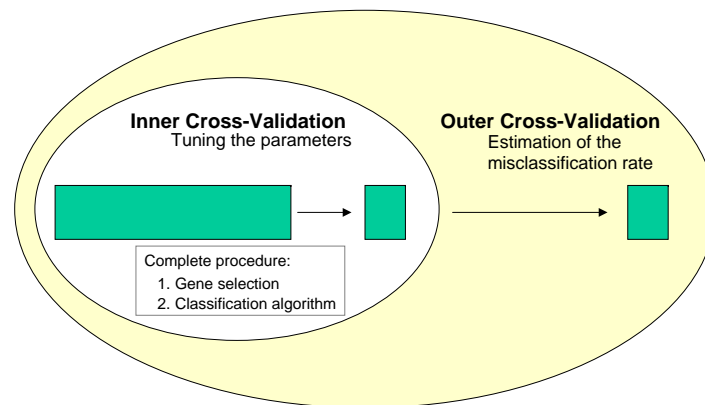 Inner Cross-Validation
Tuning the parameters
Outer Cross-Validation
Estimation of the
misclassification rate
Complete procedure:
1. Gene selection
2. Classification algorithm